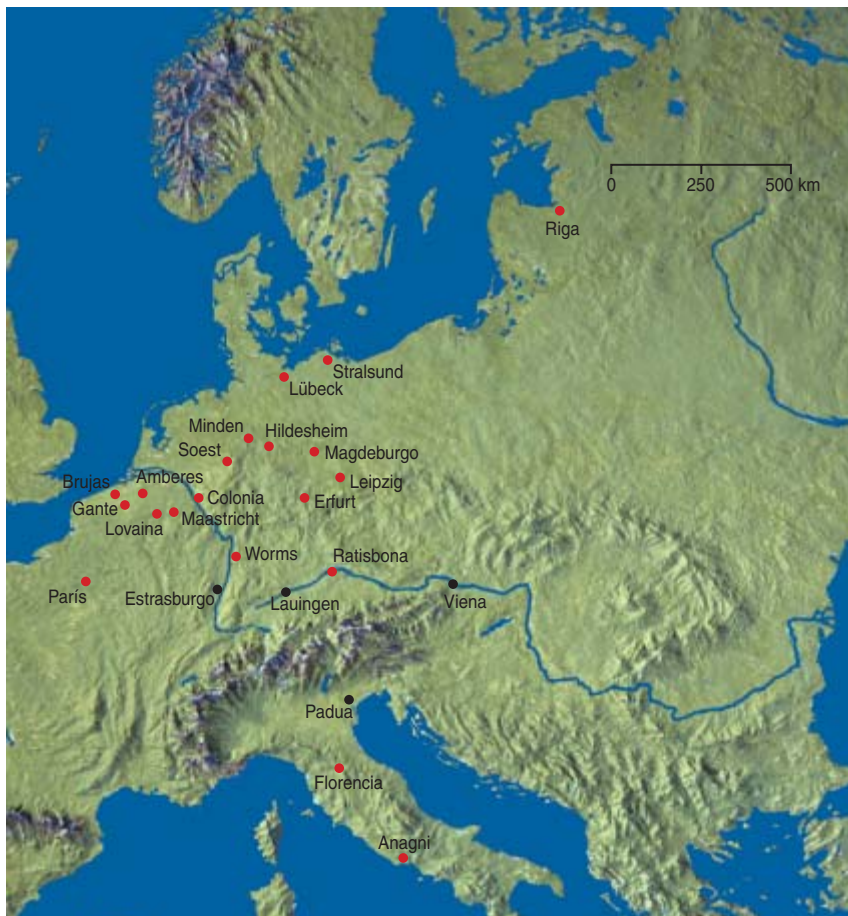 0 250 500 km
Riga
Stralsund
Lübeck
Minden
Hildesheim
Soest
Magdeburgo
Brujas
Amberes
Leipzig
Gante
Colonia
Erfurt
Lovaina
Maastricht
Worms
Ratisbona
París
Estrasburgo
Lauingen
Viena
Padua
Florencia
Anagni